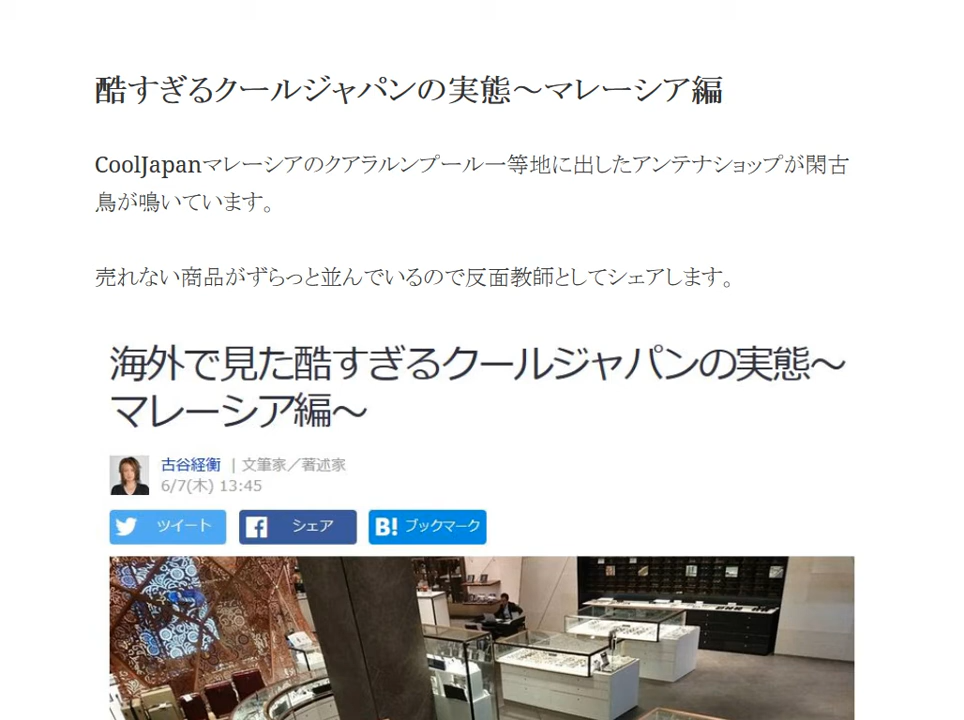 酷すぎるクールジャパンの実態～マレーシア編
CoolJapanマレーシアのクアラルンプール一等地に出したアンテナショップが閑古
鳥が鳴いています。
売れない商品がずらっと並んでいるので反面教師としてシェアします。
海外で見た酷すぎるクールジャパンの実態～
マレーシア編～
古谷経衡 | 文筆家／著述家
6/7(木) 13:45
ツイート シェア B! ブックマーク